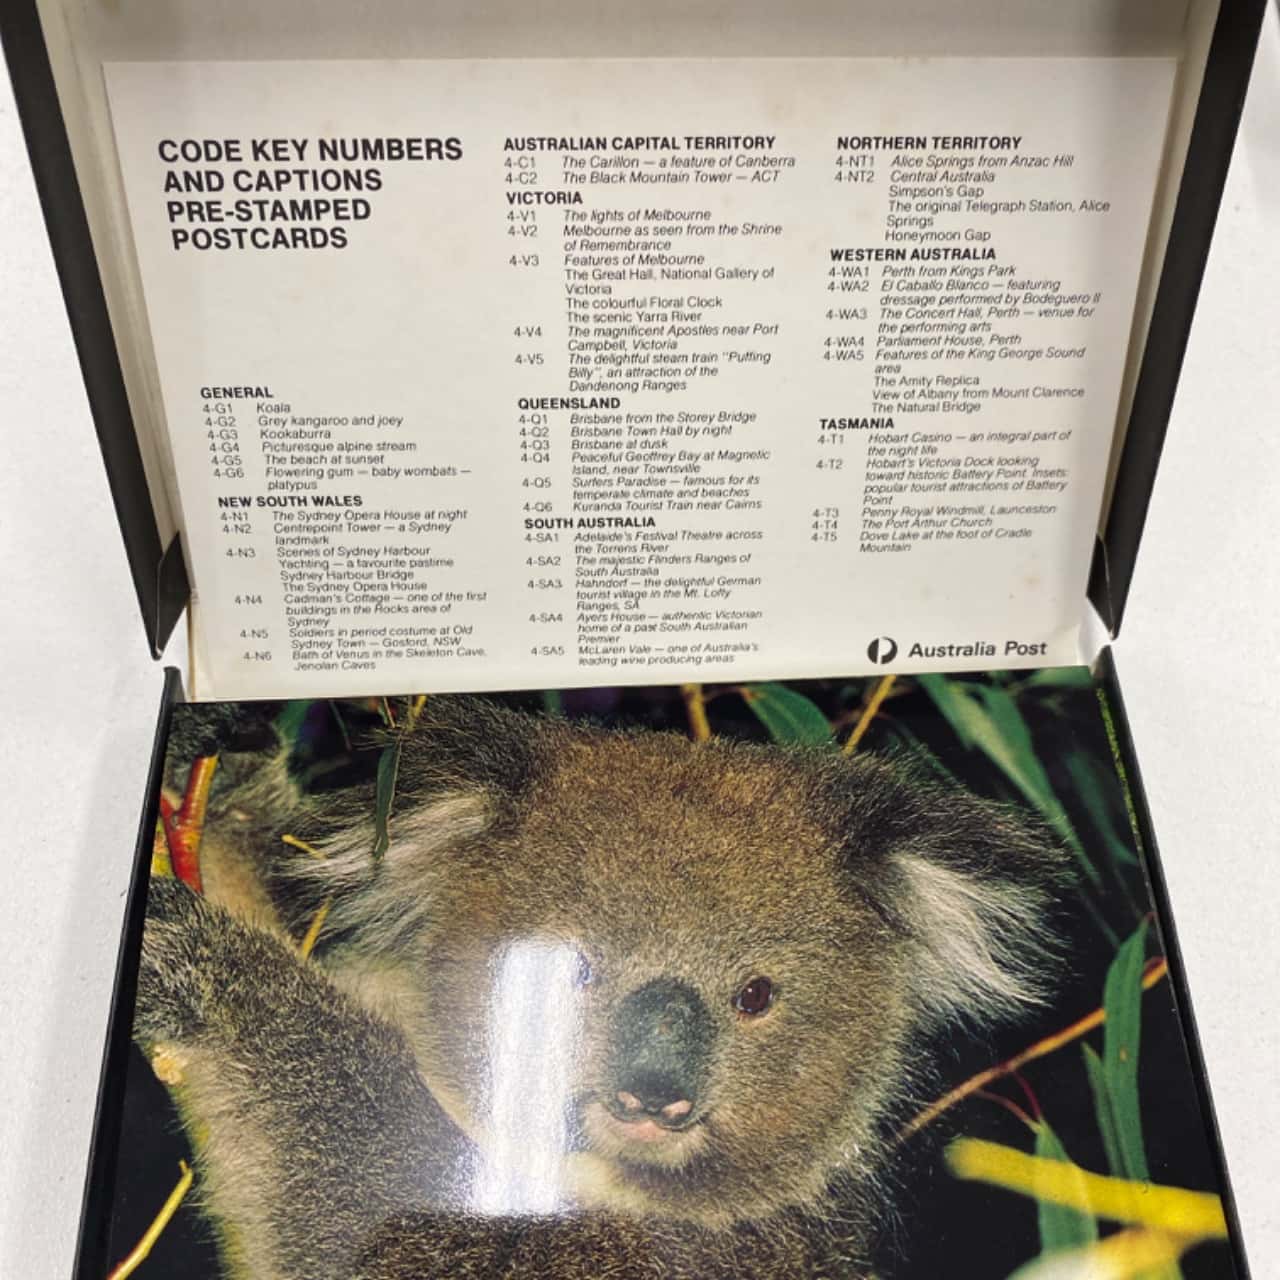 CODE KEY NUMBERS
AND CAPTIONS
PRE-STAMPED
POSTCARDS
GENERAL
4-G1 Koala
4-G2 Grey kangaroo and joey
4-G3 Kookaburra
4-G4 Picturesque alpine stream
4-G5 The beach at sunset
4-G6 Flowering gum — baby wombats —
platypus
NEW SOUTH WALES
4-N1 The Sydney Opera House at night
4-N2 Centrepoint Tower — a Sydney
landmark
4-N3 Scenes of Sydney Harbour
Yachting — a favourite pastime
Sydney Harbour Bridge
The Sydney Opera House
4-N4 Cadman's Cottage — one of the first
buildings in the Rocks area of
Sydney
4-N5 Soldiers in period costume at Old
Sydney Town — Gosford, NSW
4-N6 Bath of Venus in the Skeleton Cave,
Jenolan Caves
AUSTRALIAN CAPITAL TERRITORY
4-C1 The Carillon — a feature of Canberra
4-C2 The Black Mountain Tower — ACT
VICTORIA
4-V1 The lights of Melbourne
4-V2 Melbourne as seen from the Shrine
of Remembrance
4-V3 Features of Melbourne
The Great Hall, National Gallery of
Victoria
The colourful Floral Clock
The scenic Yarra River
4-V4 The magnificent Apostles near Port
Campbell, Victoria
4-V5 The delightful steam train "Puffing
Billy", an attraction of the
Dandenong Ranges
QUEENSLAND
4-Q1 Brisbane from the Storey Bridge
4-Q2 Brisbane Town Hall by night
4-Q3 Brisbane at dusk
4-Q4 Peaceful Geoffrey Bay at Magnetic
Island, near Townsville
4-Q5 Surfers Paradise — famous for its
temperate climate and beaches
4-Q6 Kuranda Tourist Train near Cairns
SOUTH AUSTRALIA
4-SA1 Adelaide's Festival Theatre across
the Torrens River
4-SA2 The majestic Flinders Ranges of
South Australia
4-SA3 Hahndorf — the delightful German
tourist village in the Mt. Lofty
Ranges, SA
4-SA4 Ayers House — authentic Victorian
home of a past South Australian
Premier
4-SA5 McLaren Vale — one of Australia's
leading wine producing areas
NORTHERN TERRITORY
4-NT1 Alice Springs from Anzac Hill
4-NT2 Central Australia
Simpson's Gap
The original Telegraph Station, Alice
Springs
Honeymoon Gap
WESTERN AUSTRALIA
4-WA1 Perth from Kings Park
4-WA2 El Caballo Blanco — featuring
dressage performed by Bodeguero II
4-WA3 The Concert Hall, Perth — venue for
the performing arts
4-WA4 Parliament House, Perth
4-WA5 Features of the King George Sound
area
The Amity Replica
View of Albany from Mount Clarence
The Natural Bridge
TASMANIA
4-T1 Hobart Casino — an integral part of
the night life
4-T2 Hobart's Victoria Dock looking
toward historic Battery Point. Insets:
popular tourist attractions of Battery
Point
4-T3 Penny Royal Windmill, Launceston
4-T4 The Port Arthur Church
4-T5 Dove Lake at the foot of Cradle
Mountain
Australia Post